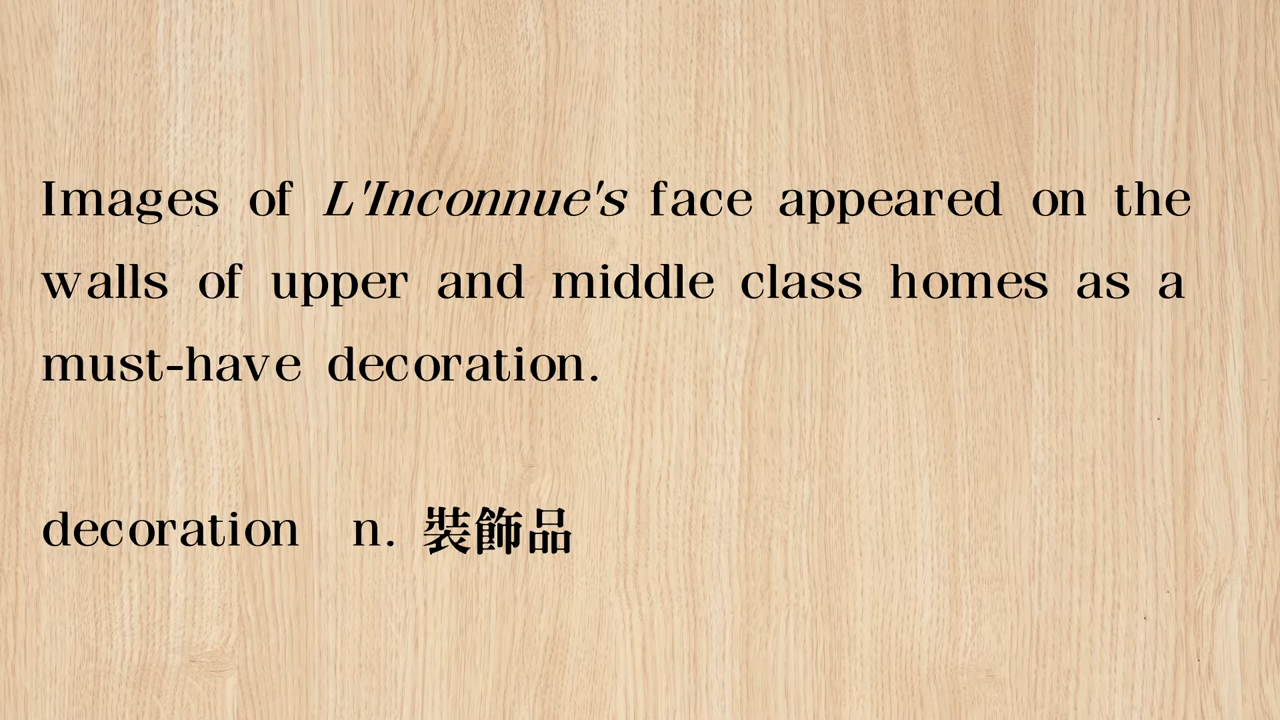 Images of L'Inconnue's face appeared on the
walls of upper and middle class homes as a
must-have decoration.
decoration n. 裝飾品